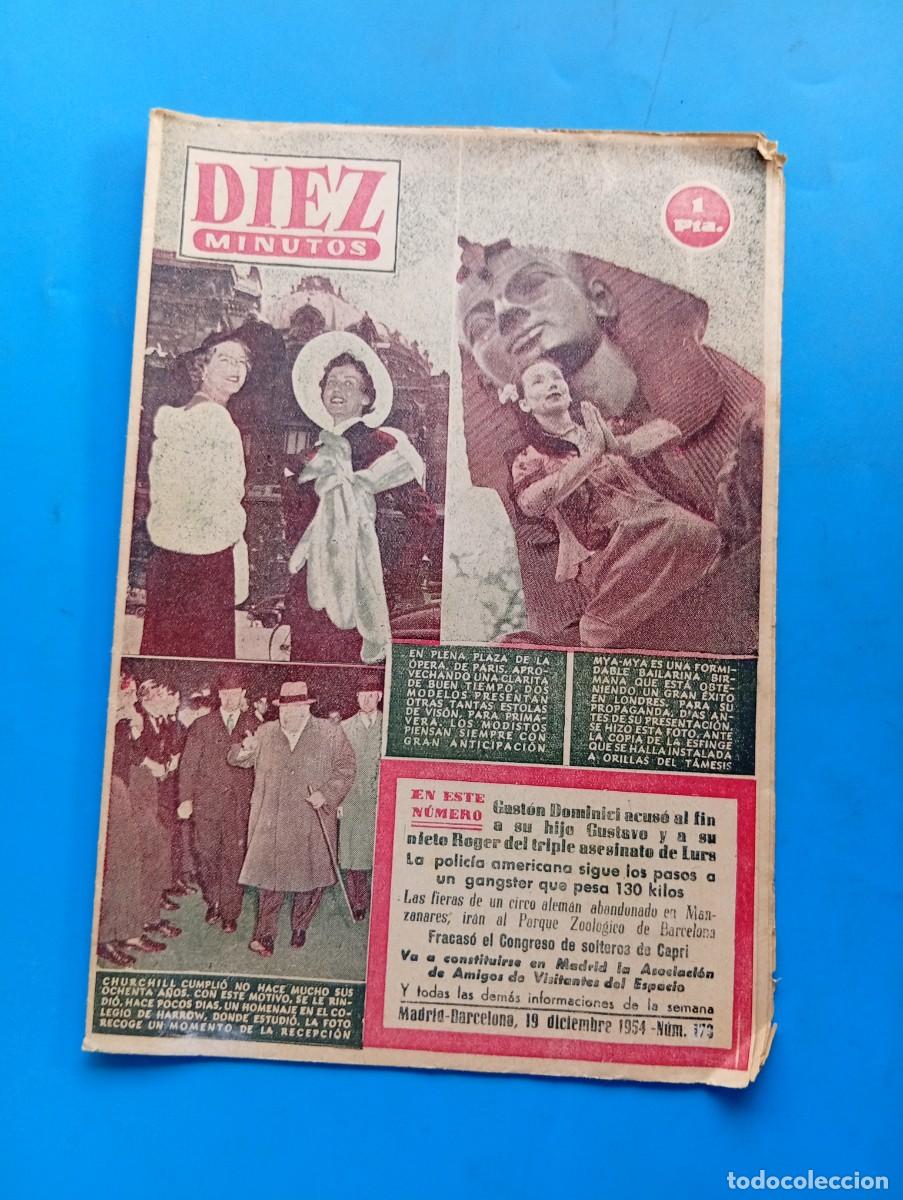 DIEZ
MINUTOS
1
Pta.
EN PLENA PLAZA DE LA
ÓPERA, DE PARIS, APRO-
VECHANDO UNA CLARITA
DE BUEN TIEMPO, DOS
MODELOS PRESENTAN
OTRAS TANTAS ESTOLAS
DE VISÓN, PARA PRIMA-
VERA. LOS MODISTOS
PIENSAN SIEMPRE CON
GRAN ANTICIPACIÓN
MYA-MYA ES UNA FORMI-
DABLE BAILARINA BIR-
MANA QUE ESTÁ OBTE-
NIENDO UN GRAN ÉXITO
EN LONDRES. PARA SU
PROPAGANDA, DÍAS AN-
TES DE SU PRESENTACIÓN,
SE HIZO ESTA FOTO, ANTE
LA COPIA DE LA ESFINGE
QUE SE HALLA INSTALADA
A ORILLAS DEL TÁMESIS
CHURCHILL CUMPLIÓ NO HACE MUCHO SUS
OCHENTA AÑOS. CON ESTE MOTIVO, SE LE RIN-
DIÓ, HACE POCOS DIAS, UN HOMENAJE EN EL CO-
LEGIO DE HARROW, DONDE ESTUDIÓ. LA FOTO
RECOGE UN MOMENTO DE LA RECEPCIÓN
EN ESTE
NÚMERO
Gastón Dominici acusó al fin
a su hijo Gustavo y a su
nieto Roger del triple asesinato de Lurs
La policía americana sigue los pasos a
un gangster que pesa 130 kilos
Las fieras de un circo alemán abandonado en Man-
zanares, irán al Parque Zoológico de Barcelona
Fracasó el Congreso de solteros de Capri
Va a constituirse en Madrid la Asociación
de Amigos de Visitantes del Espacio
Y todas las demás informaciones de la semana
Madrid-Barcelona, 19 diciembre 1954 - Núm. 173
todocoleccion